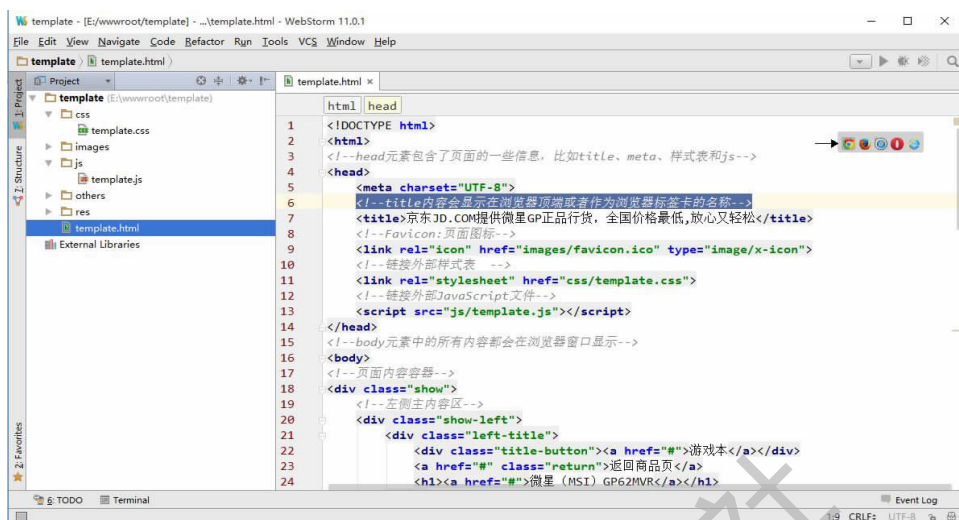 template - [E:/wwwroot/template] - ...\template.html - WebStorm 11.0.1
File Edit View Navigate Code Refactor Run Tools VCS Window Help
template template.html
Project
template.html
1: Project
Z: Structure
2: Favorites
template (E:\wwwroot\template)
css
template.css
images
js
template.js
others
res
template.html
External Libraries
html head
1 <!DOCTYPE html>
2 <html>
3 <!--head元素包含了页面的一些信息，比如title、meta、样式表和js-->
4 <head>
5 <meta charset="UTF-8">
6 <!--title内容会显示在浏览器顶端或者作为浏览器标签卡的名称-->
7 <title>京东JD.COM提供微星GP正品行货，全国价格最低,放心又轻松</title>
8 <!--Favicon:页面图标-->
9 <link rel="icon" href="images/favicon.ico" type="image/x-icon">
10 <!--链接外部样式表 -->
11 <link rel="stylesheet" href="css/template.css">
12 <!--链接外部JavaScript文件-->
13 <script src="js/template.js"></script>
14 </head>
15 <!--body元素中的所有内容都会在浏览器窗口显示-->
16 <body>
17 <!--页面内容容器-->
18 <div class="show">
19 <!--左侧主内容区-->
20 <div class="show-left">
21 <div class="left-title">
22 <div class="title-button"><a href="#">游戏本</a></div>
23 <a href="#" class="return">返回商品页</a>
24 <h1><a href="#">微星（MSI）GP62MVR</a></h1>
6: TODO Terminal Event Log
1:9 CRLF: UTF-8